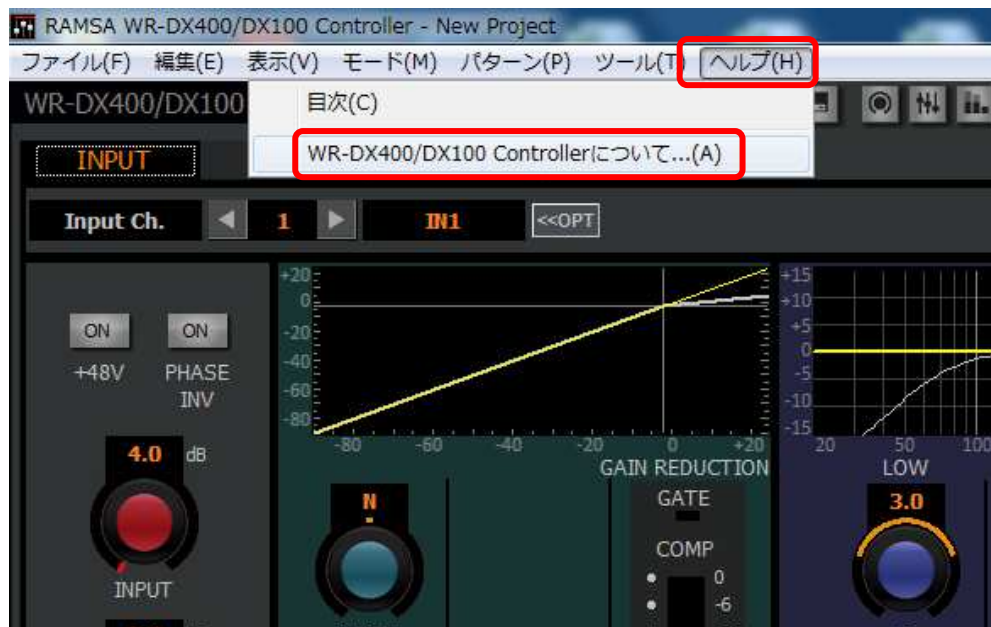 RAMSA WR-DX400/DX100 Controller - New Project
ファイル(F) 編集(E) 表示(V) モード(M) パターン(P) ツール(T) ヘルプ(H)
WR-DX400/DX100
目次(C)
WR-DX400/DX100 Controllerについて...(A)
INPUT
Input Ch. 1 IN1 <<OPT
+20
0
-20
-40
-60
-80
-80 -60 -40 -20 0 +20
+15
+10
+5
0
-5
-10
-15
20 50 100
ON ON
+48V PHASE INV
4.0 dB
INPUT
N
GAIN REDUCTION
GATE
COMP
0
-6
LOW
3.0